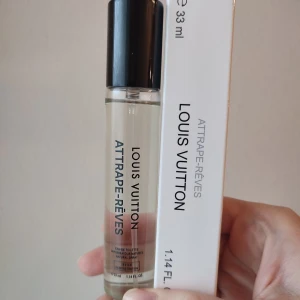 LOUIS VUITTON
ATTRAPE-RÊVES
℮ 33 ml
ATTRAPE-RÊVES
LOUIS VUITTON
1.14 FL.